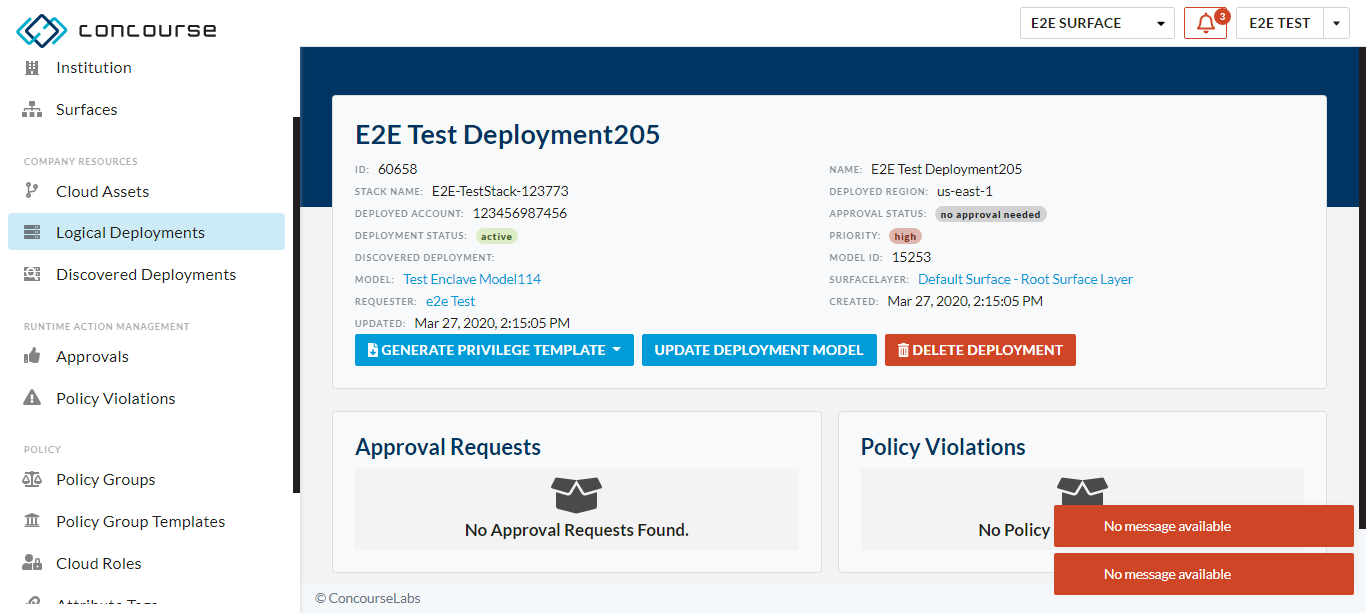 concourse
E2E SURFACE
3
E2E TEST
Institution
Surfaces
COMPANY RESOURCES
Cloud Assets
Logical Deployments
Discovered Deployments
RUNTIME ACTION MANAGEMENT
Approvals
Policy Violations
POLICY
Policy Groups
Policy Group Templates
Cloud Roles
Attribute Tags
E2E Test Deployment205
ID: 60658
NAME: E2E Test Deployment205
STACK NAME: E2E-TestStack-123773
DEPLOYED REGION: us-east-1
DEPLOYED ACCOUNT: 123456987456
APPROVAL STATUS: no approval needed
DEPLOYMENT STATUS: active
PRIORITY: high
DISCOVERED DEPLOYMENT:
MODEL ID: 15253
MODEL: Test Enclave Model114
SURFACELAYER: Default Surface - Root Surface Layer
REQUESTER: e2e Test
CREATED: Mar 27, 2020, 2:15:05 PM
UPDATED: Mar 27, 2020, 2:15:05 PM
GENERATE PRIVILEGE TEMPLATE
UPDATE DEPLOYMENT MODEL
DELETE DEPLOYMENT
Approval Requests
No Approval Requests Found.
Policy Violations
No Policy
No message available
No message available
© ConcourseLabs